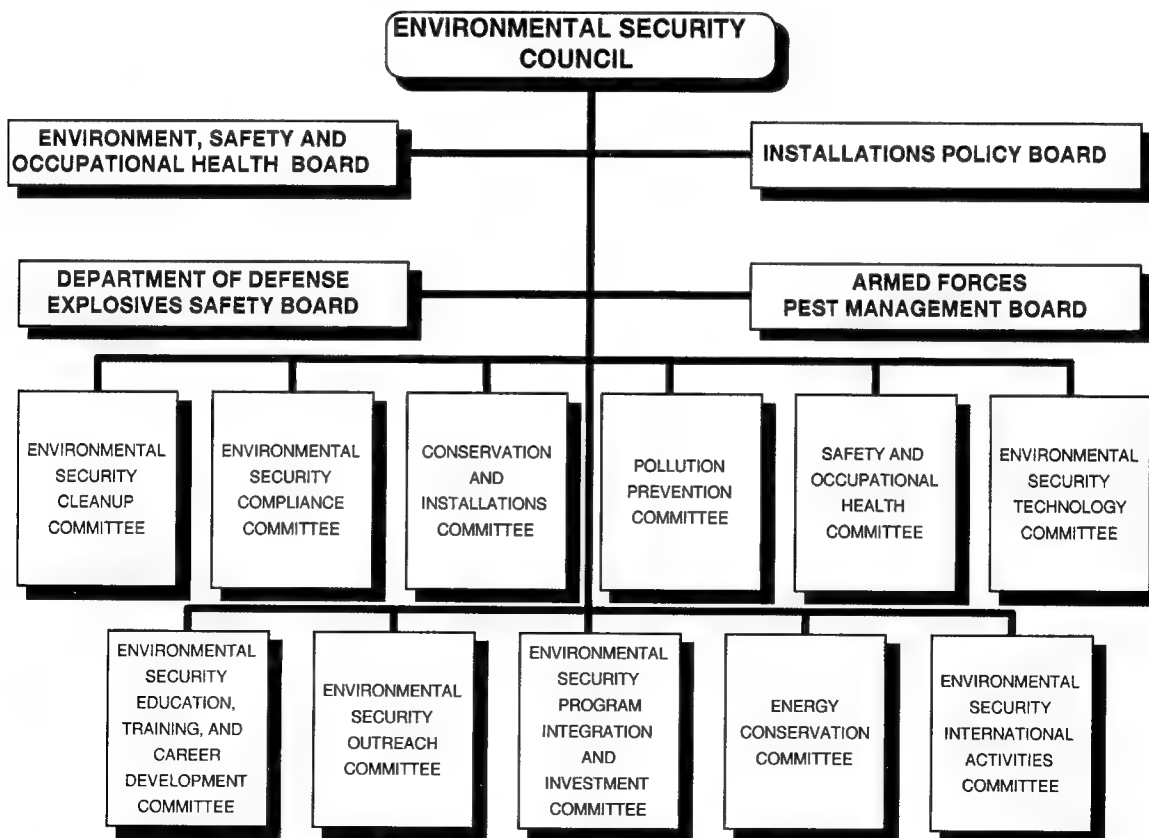 ENVIRONMENTAL SECURITY
COUNCIL
ENVIRONMENT, SAFETY AND
OCCUPATIONAL HEALTH BOARD
INSTALLATIONS POLICY BOARD
DEPARTMENT OF DEFENSE
EXPLOSIVES SAFETY BOARD
ARMED FORCES
PEST MANAGEMENT BOARD
ENVIRONMENTAL
SECURITY
CLEANUP
COMMITTEE
ENVIRONMENTAL
SECURITY
COMPLIANCE
COMMITTEE
CONSERVATION
AND
INSTALLATIONS
COMMITTEE
POLLUTION
PREVENTION
COMMITTEE
SAFETY AND
OCCUPATIONAL
HEALTH
COMMITTEE
ENVIRONMENTAL
SECURITY
TECHNOLOGY
COMMITTEE
ENVIRONMENTAL
SECURITY
EDUCATION,
TRAINING, AND
CAREER
DEVELOPMENT
COMMITTEE
ENVIRONMENTAL
SECURITY
OUTREACH
COMMITTEE
ENVIRONMENTAL
SECURITY
PROGRAM
INTEGRATION
AND
INVESTMENT
COMMITTEE
ENERGY
CONSERVATION
COMMITTEE
ENVIRONMENTAL
SECURITY
INTERNATIONAL
ACTIVITIES
COMMITTEE